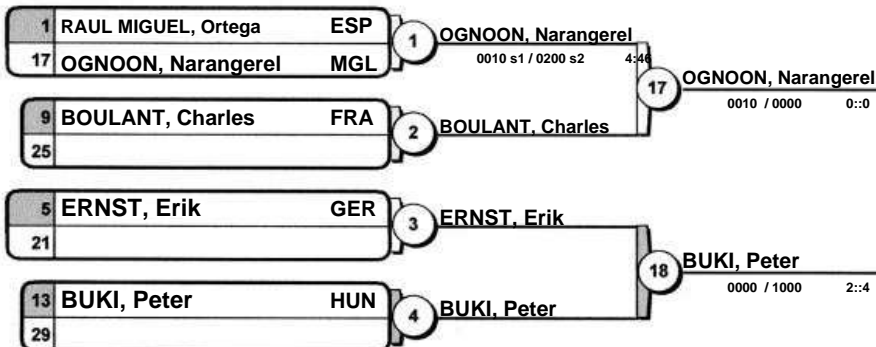 1 RAUL MIGUEL, Ortega ESP
17 OGNOON, Narangerel MGL
1
OGNOON, Narangerel
0010 s1 / 0200 s2 4:46
9 BOULANT, Charles FRA
25
2
BOULANT, Charles
17
OGNOON, Narangerel
0010 / 0000 0::0
5 ERNST, Erik GER
21
3
ERNST, Erik
13 BUKI, Peter HUN
29
4
BUKI, Peter
18
BUKI, Peter
0000 / 1000 2::4